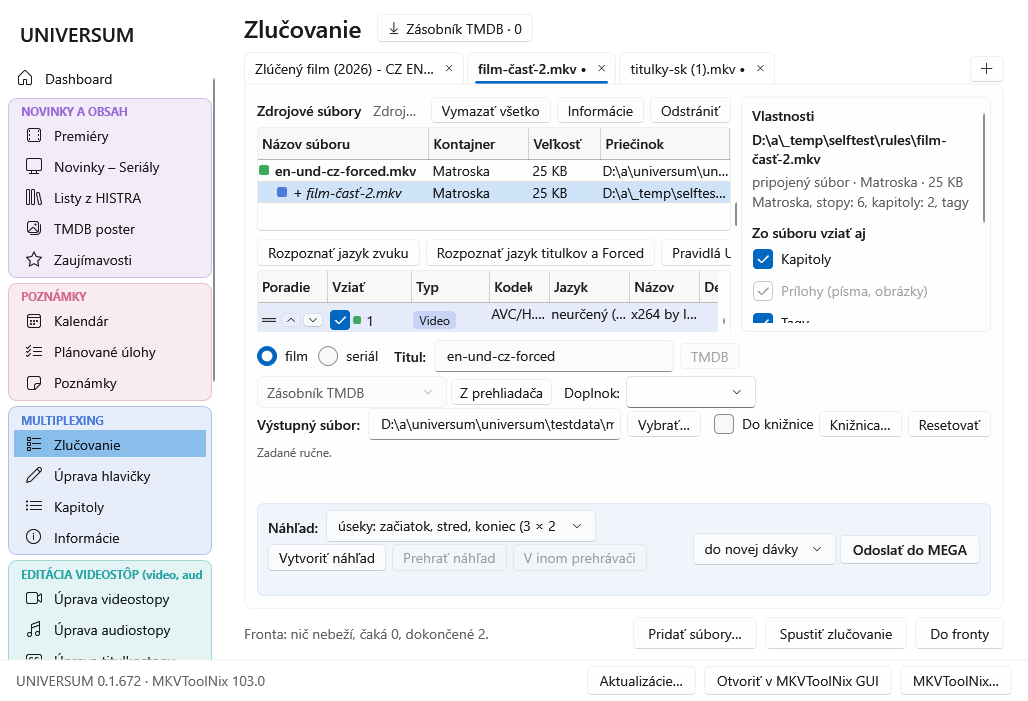 UNIVERSUM
Dashboard
NOVINKY A OBSAH
Premiéry
Novinky – Seriály
Listy z HISTRA
TMDB poster
Zaujímavosti
POZNÁMKY
Kalendár
Plánované úlohy
Poznámky
MULTIPLEXING
Zlučovanie
Úprava hlavičky
Kapitoly
Informácie
EDITÁCIA VIDEOSTÔP (video, aud
Úprava videostopy
Úprava audiostopy
Zlučovanie
Zásobník TMDB · 0
Zlúčený film (2026) - CZ EN... ×
film-časť-2.mkv • ×
titulky-sk (1).mkv • ×
+
Zdrojové súbory Zdroj... Vymazať všetko Informácie Odstrániť
Názov súboru Kontajner Veľkosť Priečinok
en-und-cz-forced.mkv Matroska 25 KB D:\a\universum\un...
+ film-časť-2.mkv Matroska 25 KB D:\a\_temp\selftes...
Rozpoznať jazyk zvuku Rozpoznať jazyk titulkov a Forced Pravidlá U
Poradie Vziať Typ Kodek Jazyk Názov De
1 Video AVC/H.... neurčený (... x264 by l...
Vlastnosti
D:\a\_temp\selftest\rules/film-
časť-2.mkv
pripojený súbor · Matroska · 25 KB
Matroska, stopy: 6, kapitoly: 2, tagy
Zo súboru vziať aj
Kapitoly
Prílohy (písma, obrázky)
Tagy
film seriál Titul: en-und-cz-forced TMDB
Zásobník TMDB Z prehliadača Doplnok:
Výstupný súbor: D:\a\universum\universum\testdata\m Vybrať... Do knižnice Knižnica... Resetovať
Zadané ručne.
Náhľad: úseky: začiatok, stred, koniec (3 × 2
Vytvoriť náhľad Prehrať náhľad V inom prehrávači
do novej dávky Odoslať do MEGA
Fronta: nič nebeží, čaká 0, dokončené 2.
Pridať súbory... Spustiť zlučovanie Do fronty
UNIVERSUM 0.1.672 · MKVToolNix 103.0
Aktualizácie... Otvoriť v MKVToolNix GUI MKVToolNix...